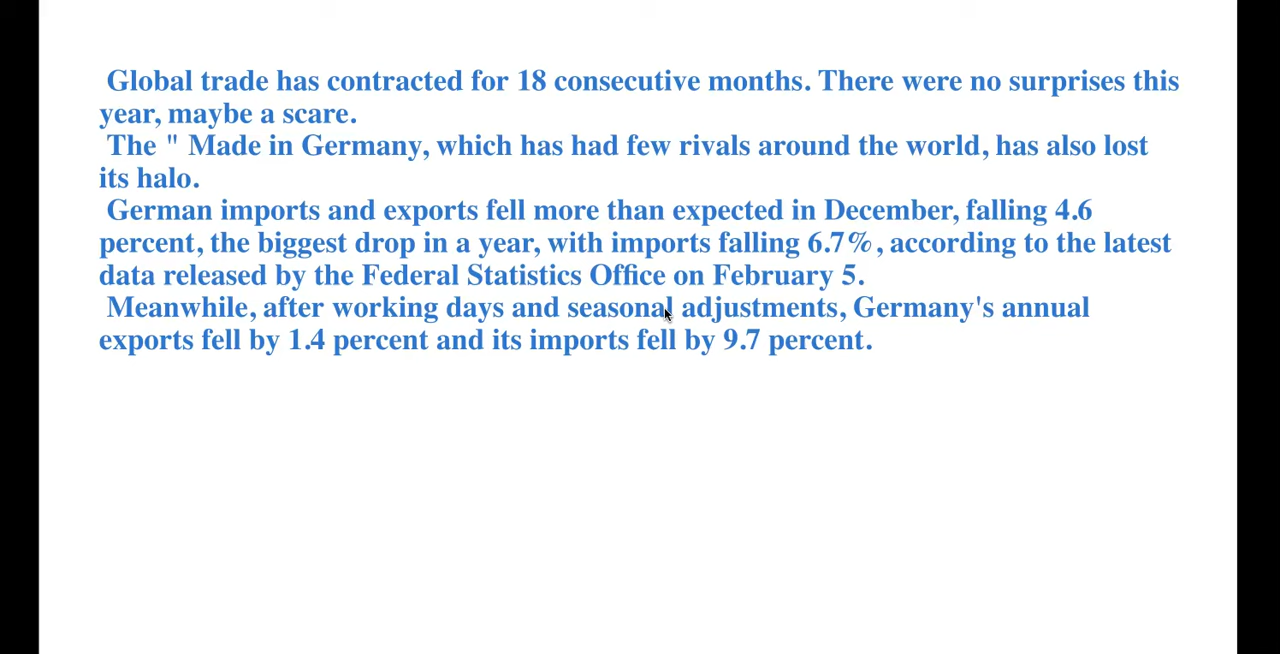 Global trade has contracted for 18 consecutive months. There were no surprises this
year, maybe a scare.
The " Made in Germany, which has had few rivals around the world, has also lost
its halo.
German imports and exports fell more than expected in December, falling 4.6
percent, the biggest drop in a year, with imports falling 6.7%, according to the latest
data released by the Federal Statistics Office on February 5.
Meanwhile, after working days and seasonal adjustments, Germany's annual
exports fell by 1.4 percent and its imports fell by 9.7 percent.